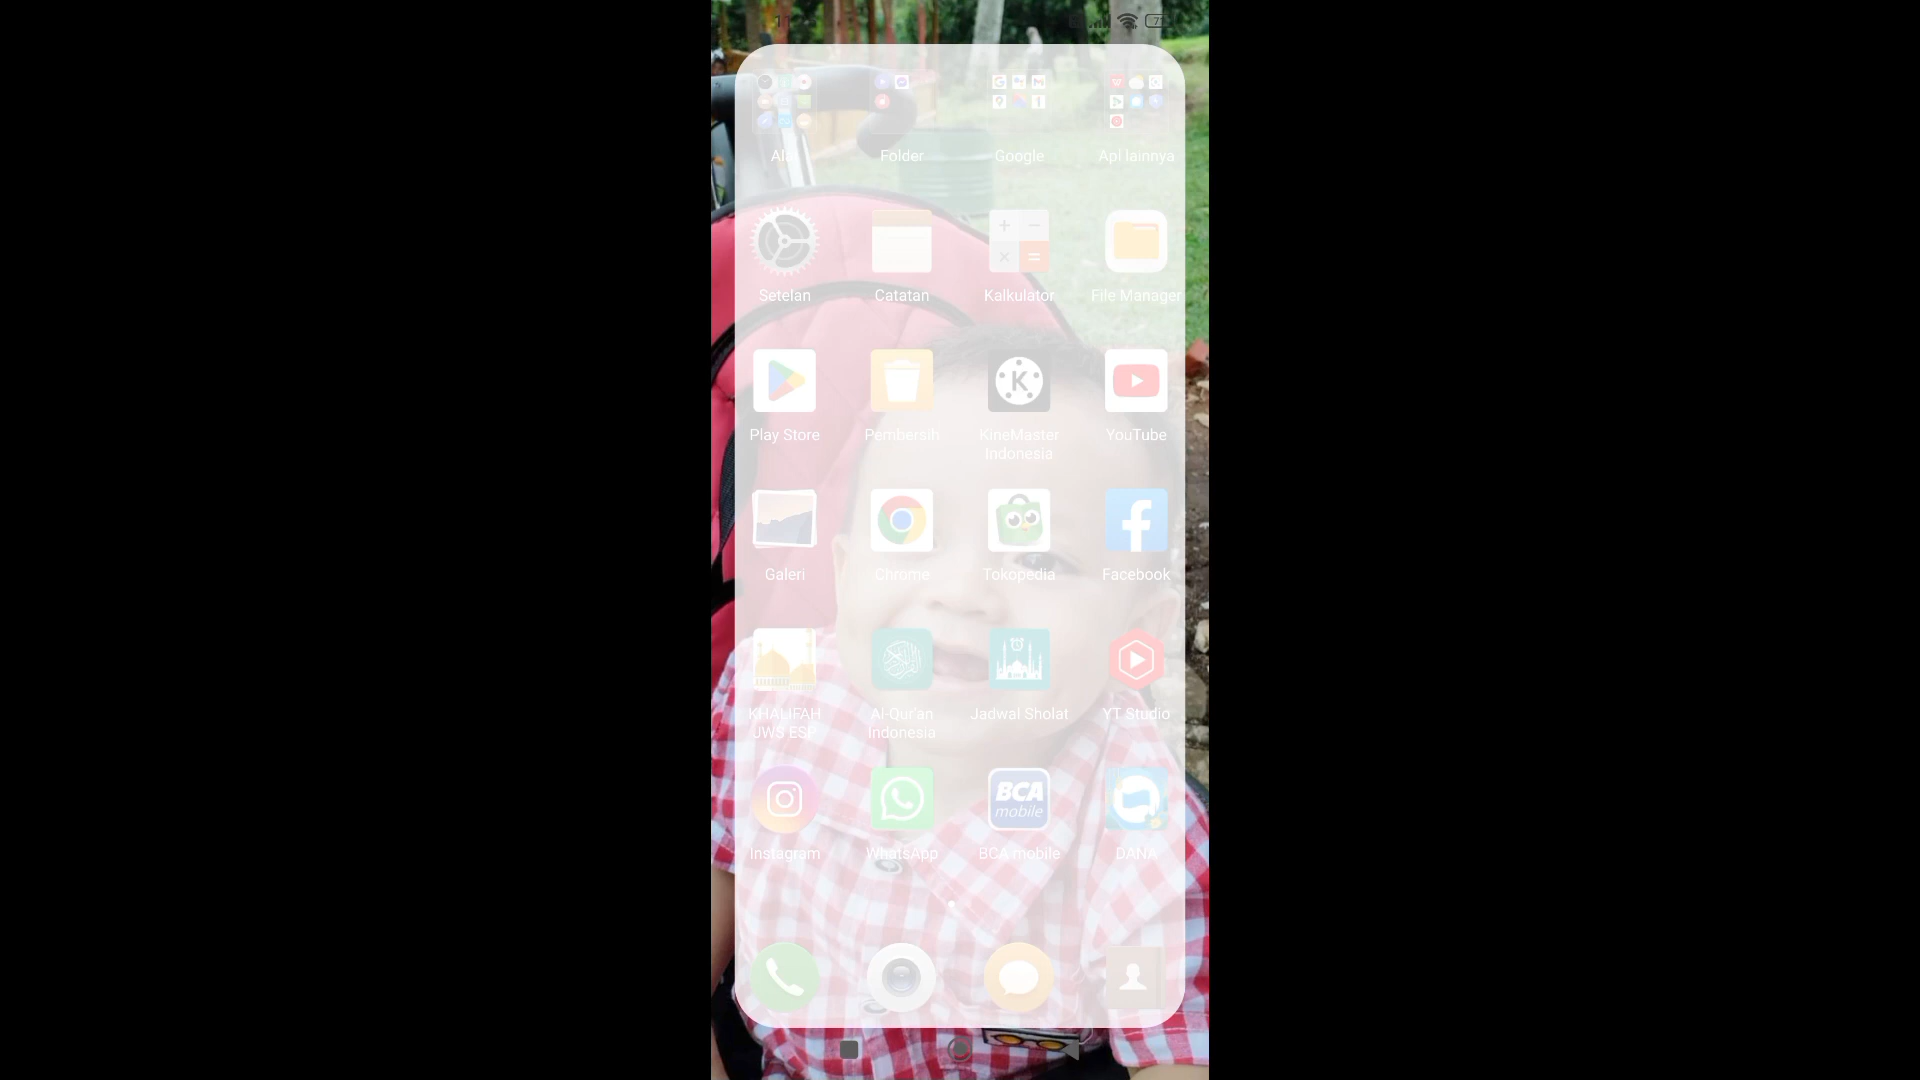 Folder
Google
Apl lainnya
Setelan
Catatan
Kalkulator
File Manager
Play Store
Pembersih
KineMaster
Indonesia
YouTube
Galeri
Chrome
Tokopedia
Facebook
KHALIFAH
JWS ESP
Al Qur'an
Indonesia
Jadwal Sholat
YT Studio
BCA
mobile
Instagram
WhatsApp
BCA mobile
DANA